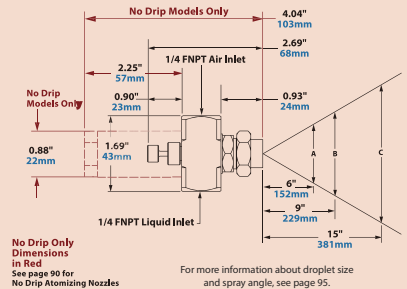 No Drip Models Only
4.04"
103mm
2.69"
68mm
1/4 FNPT Air Inlet
2.25"
57mm
0.90"
23mm
0.93"
24mm
No Drip
Models Only
0.88"
22mm
1.69"
43mm
A
B
C
6"
152mm
9"
229mm
15"
381mm
1/4 FNPT Liquid Inlet
No Drip Only
Dimensions
in Red
See page 90 for
No Drip Atomizing Nozzles
For more information about droplet size
and spray angle, see page 95.